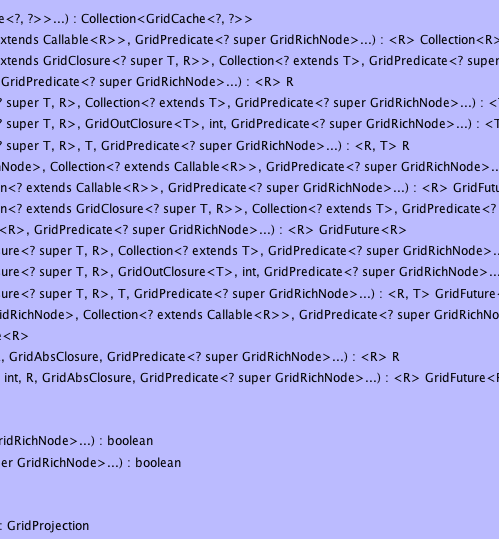 e<?, ?>>...) : Collection<GridCache<?, ?>>
xtends Callable<R>>, GridPredicate<? super GridRichNode>...) : <R> Collection<R>
extends GridClosure<? super T, R>>, Collection<? extends T>, GridPredicate<? super
GridPredicate<? super GridRichNode>...) : <R> R
? super T, R>, Collection<? extends T>, GridPredicate<? super GridRichNode>...) : <
? super T, R>, GridOutClosure<T>, int, GridPredicate<? super GridRichNode>...) : <T
? super T, R>, T, GridPredicate<? super GridRichNode>...) : <R, T> R
hNode>, Collection<? extends Callable<R>>, GridPredicate<? super GridRichNode>...
n<? extends Callable<R>>, GridPredicate<? super GridRichNode>...) : <R> GridFutu
on<? extends GridClosure<? super T, R>>, Collection<? extends T>, GridPredicate<?
<R>, GridPredicate<? super GridRichNode>...) : <R> GridFuture<R>
sure<? super T, R>, Collection<? extends T>, GridPredicate<? super GridRichNode>...
sure<? super T, R>, GridOutClosure<T>, int, GridPredicate<? super GridRichNode>...
ure<? super T, R>, T, GridPredicate<? super GridRichNode>...) : <R, T> GridFuture<
idRichNode>, Collection<? extends Callable<R>>, GridPredicate<? super GridRichNo
e<R>
, GridAbsClosure, GridPredicate<? super GridRichNode>...) : <R> R
int, R, GridAbsClosure, GridPredicate<? super GridRichNode>...) : <R> GridFuture<R
ridRichNode>...) : boolean
er GridRichNode>...) : boolean
: GridProjection